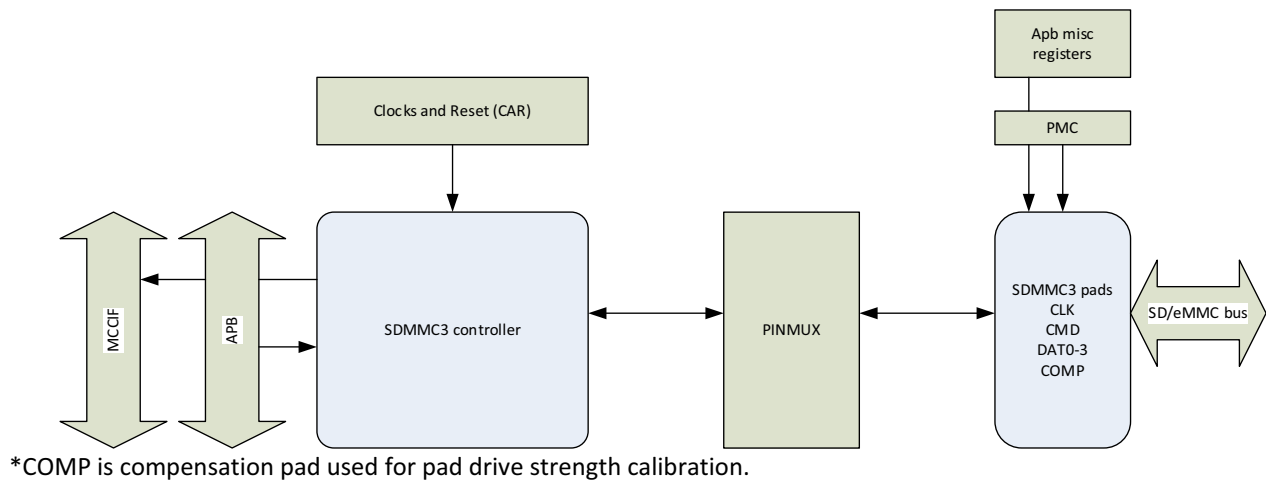 Apb misc
registers
Clocks and Reset (CAR)
PMC
MCCIF
APB
SDMMC3 controller
PINMUX
SDMMC3 pads
CLK
CMD
DAT0-3
COMP
SD/eMMC bus
*COMP is compensation pad used for pad drive strength calibration.